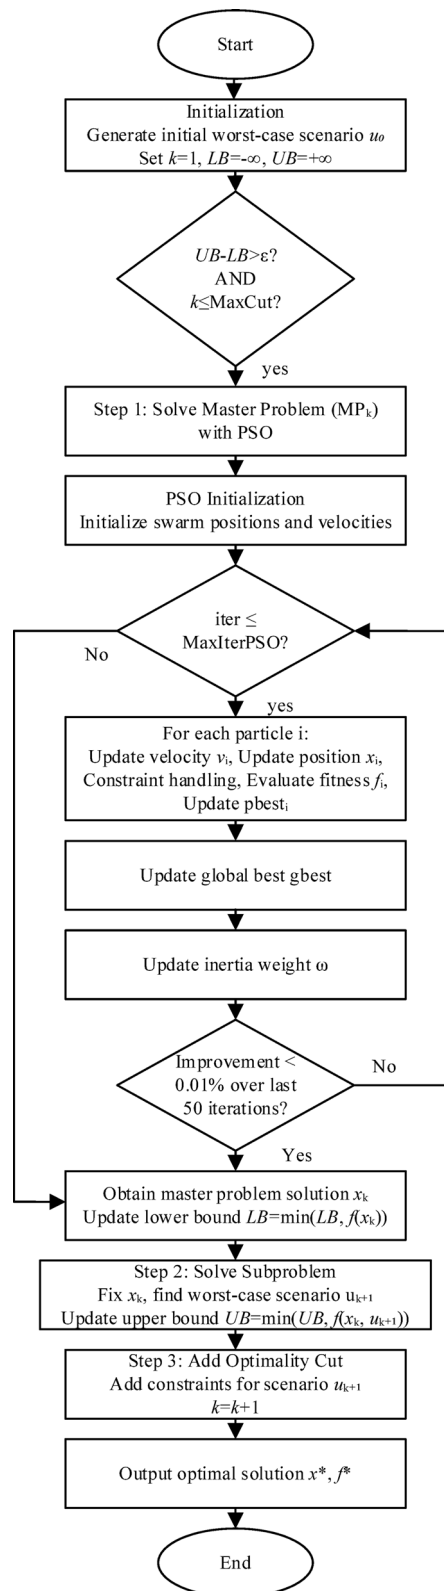 Start
Initialization
Generate initial worst-case scenario u₀
Set k=1, LB=-∞, UB=+∞
UB-LB>ε?
AND
k≤MaxCut?
yes
Step 1: Solve Master Problem (MPₖ)
with PSO
PSO Initialization
Initialize swarm positions and velocities
iter ≤
MaxIterPSO?
No
yes
For each particle i:
Update velocity vᵢ, Update position xᵢ,
Constraint handling, Evaluate fitness fᵢ,
Update pbestᵢ
Update global best gbest
Update inertia weight ω
Improvement <
0.01% over last
50 iterations?
No
Yes
Obtain master problem solution xₖ
Update lower bound LB=min(LB, f(xₖ))
Step 2: Solve Subproblem
Fix xₖ, find worst-case scenario uₖ₊₁
Update upper bound UB=min(UB, f(xₖ, uₖ₊₁))
Step 3: Add Optimality Cut
Add constraints for scenario uₖ₊₁
k=k+1
Output optimal solution x*, f*
End